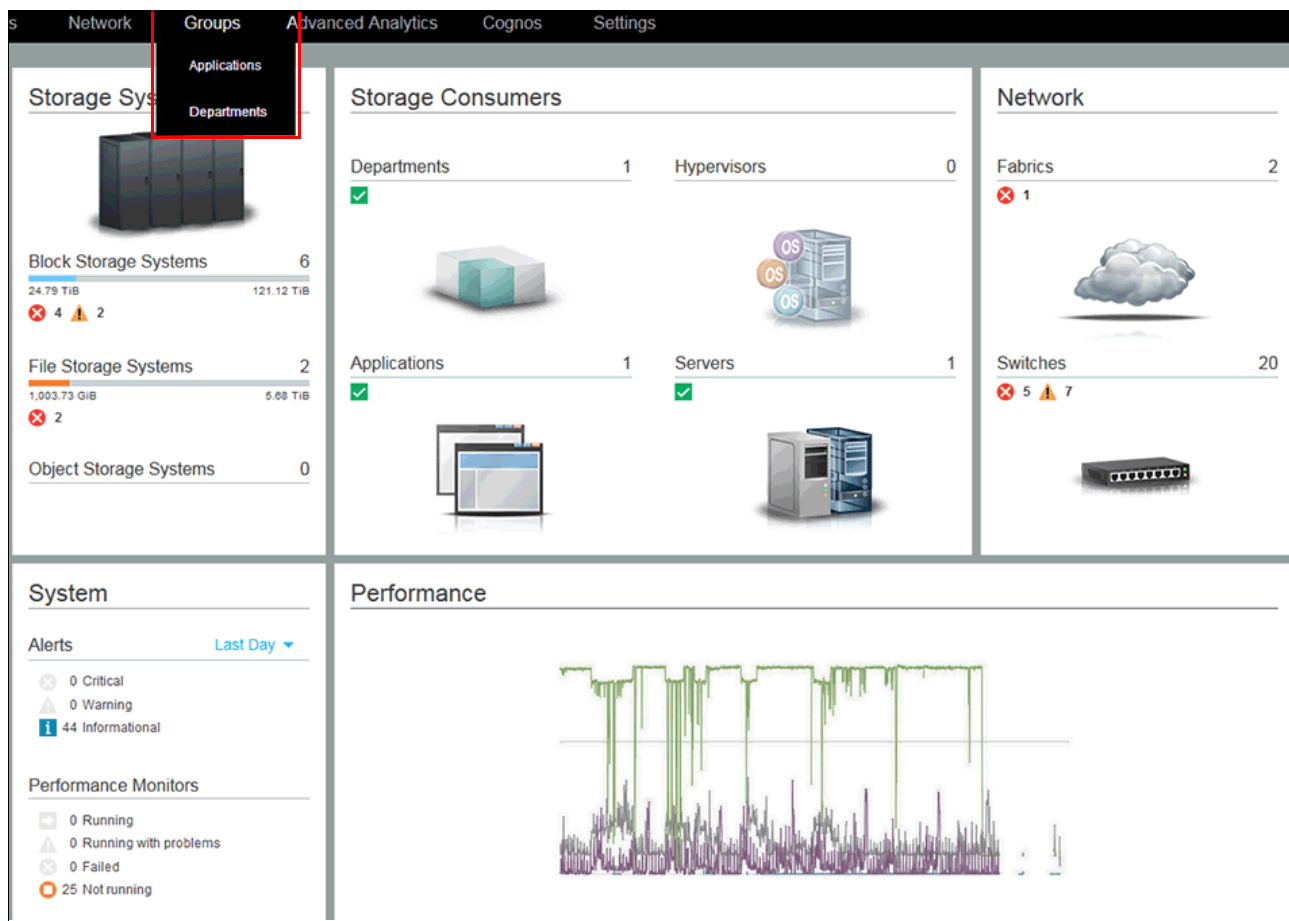 s Network Groups Advanced Analytics Cognos Settings
Applications
Departments
Storage Sys
Block Storage Systems 6
24.79 TiB 121.12 TiB
4 2
File Storage Systems 2
1,003.73 GiB 5.68 TiB
2
Object Storage Systems 0
Storage Consumers
Departments 1
Hypervisors 0
OS
OS
OS
Applications 1
Servers 1
Network
Fabrics 2
1
Switches 20
5 7
System
Alerts Last Day
0 Critical
0 Warning
44 Informational
Performance Monitors
0 Running
0 Running with problems
0 Failed
25 Not running
Performance